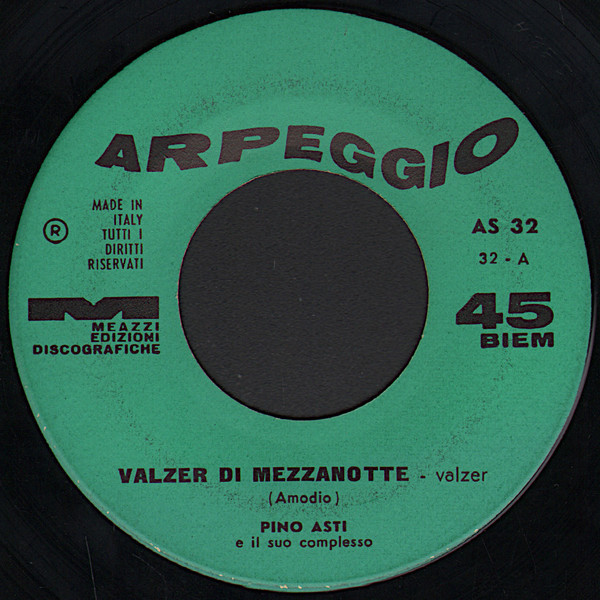 ARPEGGIO
MADE IN
ITALY
TUTTI I
DIRITTI
RISERVATI
R
AS 32
32 - A
M
MEAZZI
EDIZIONI
DISCOGRAFICHE
45
BIEM
VALZER DI MEZZANOTTE - valzer
(Amodio)
PINO ASTI
e il suo complesso